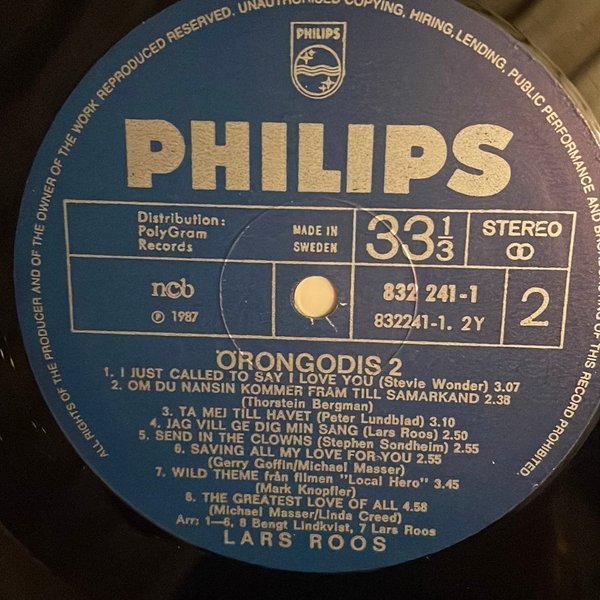 ALL RIGHTS OF THE PRODUCER AND OF THE OWNER OF THE WORK REPRODUCED RESERVED. UNAUTHORISED COPYING, HIRING, LENDING, PUBLIC PERFORMANCE AND BROADCASTING OF THIS RECORD PROHIBITED.
PHILIPS
PHILIPS
Distribution:
PolyGram
Records
MADE IN
SWEDEN
33 1/3
STEREO
ncb
℗ 1987
832 241-1
832241-1. 2Y
2
ÖRONGODIS 2
1. I JUST CALLED TO SAY I LOVE YOU (Stevie Wonder) 3.07
2. OM DU NANSIN KOMMER FRAM TILL SAMARKAND 2.38
(Thorstein Bergman)
3. TA MEJ TILL HAVET (Peter Lundblad) 3.10
4. JAG VILL GE DIG MIN SANG (Lars Roos) 2.50
5. SEND IN THE CLOWNS (Stephen Sondheim) 2.55
6. SAVING ALL MY LOVE FOR YOU 2.55
(Gerry Goffin/Michael Masser)
7. WILD THEME från filmen "Local Hero" 3.45
(Mark Knopfler)
8. THE GREATEST LOVE OF ALL 4.58
(Michael Masser/Linda Creed)
Arr: 1—6, 8 Bengt Lindkvist, 7 Lars Roos
LARS ROOS